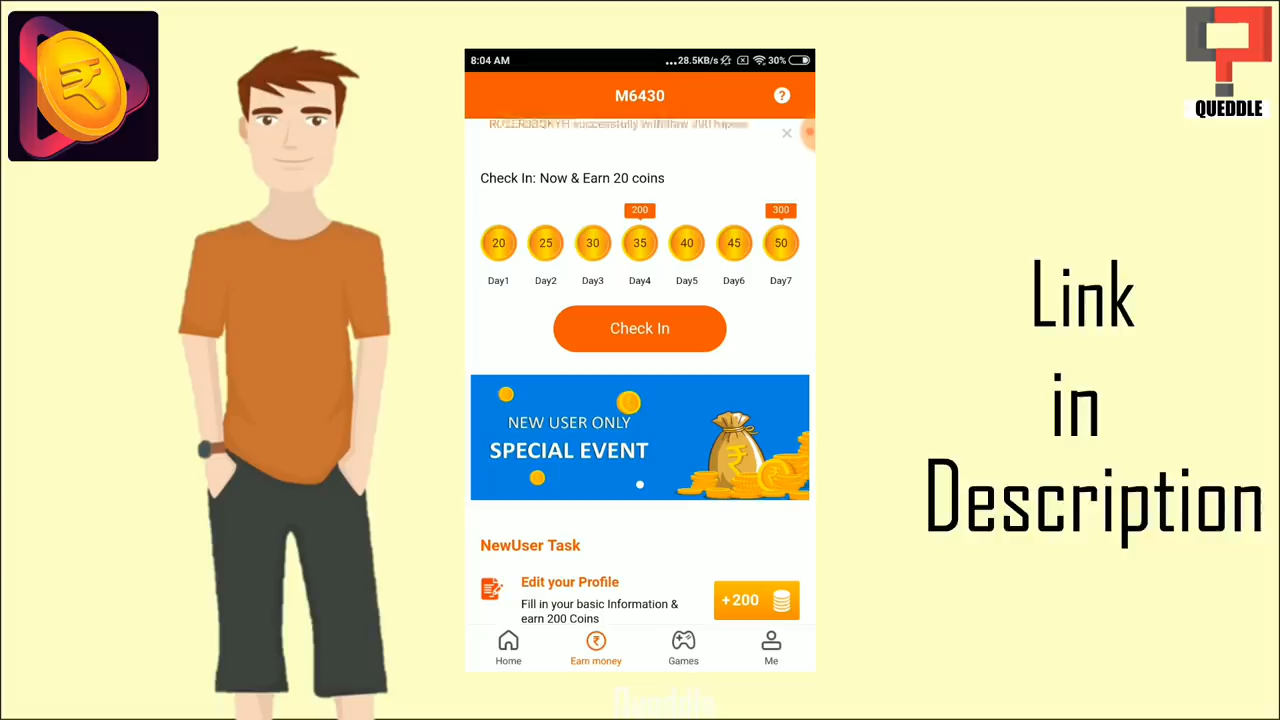 QUEDDLE
8:04 AM
...28.5KB/s
30%
M6430
?
Check In: Now & Earn 20 coins
200
300
20 25 30 35 40 45 50
Day1 Day2 Day3 Day4 Day5 Day6 Day7
Check In
NEW USER ONLY
SPECIAL EVENT
₹
NewUser Task
Edit your Profile
Fill in your basic Information &
earn 200 Coins
+200
Home Earn money Games Me
Link
in
Description
Queddle